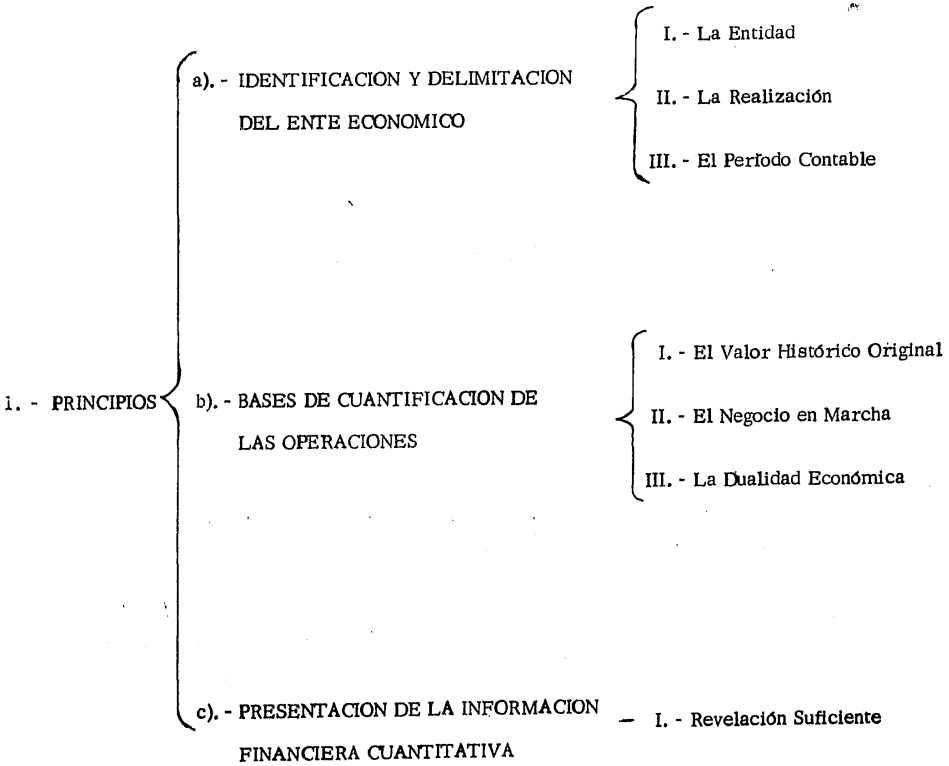 1. - PRINCIPIOS
a). - IDENTIFICACION Y DELIMITACION
DEL ENTE ECONOMICO
I. - La Entidad
II. - La Realización
III. - El Período Contable
b). - BASES DE CUANTIFICACION DE
LAS OPERACIONES
I. - El Valor Histórico Original
II. - El Negocio en Marcha
III. - La Dualidad Económica
c). - PRESENTACION DE LA INFORMACION
FINANCIERA CUANTITATIVA
— I. - Revelación Suficiente